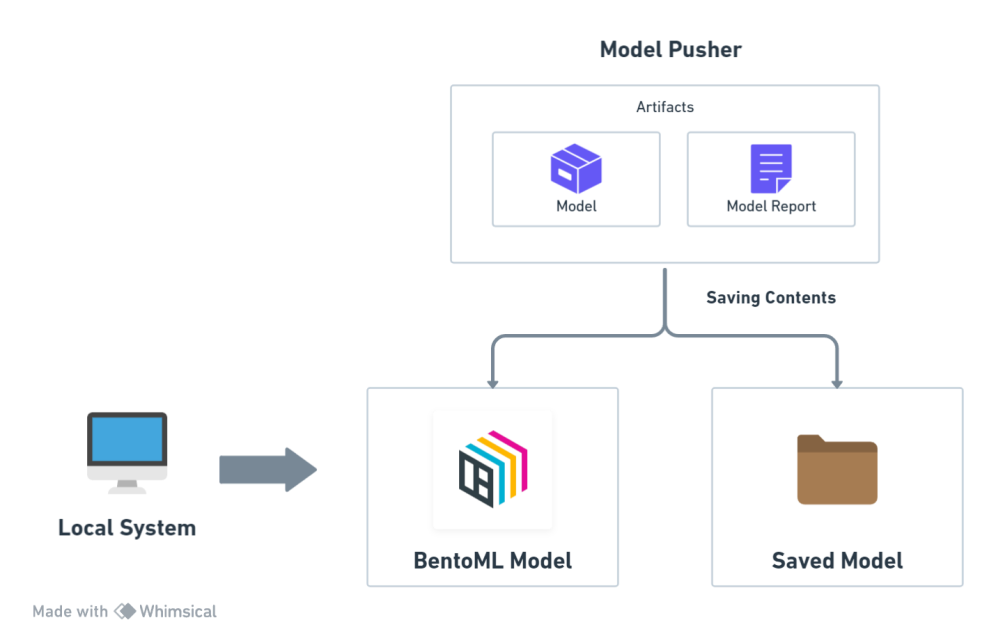 Model Pusher
Artifacts
Model
Model Report
Saving Contents
Local System
BentoML Model
Saved Model
Made with Whimsical